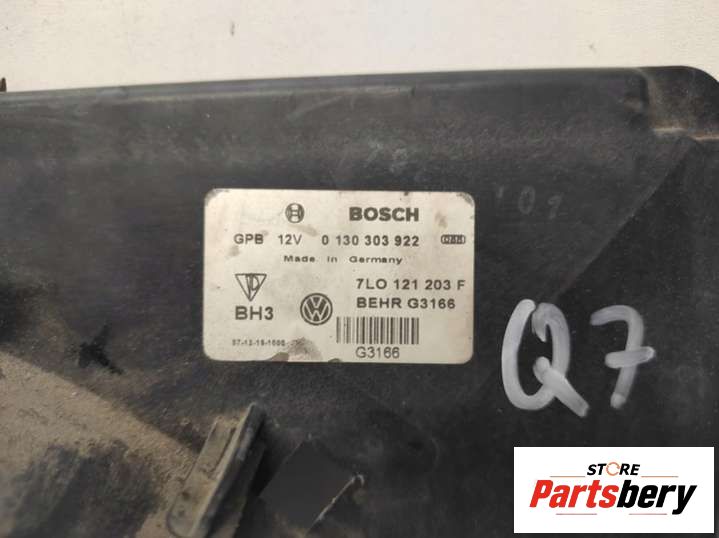 BOSCH
GPB 12V 0 130 303 922
Made in Germany
7LO 121 203 F
BH3 BEHR G3166
G3166
Q7
STORE
Partsbery